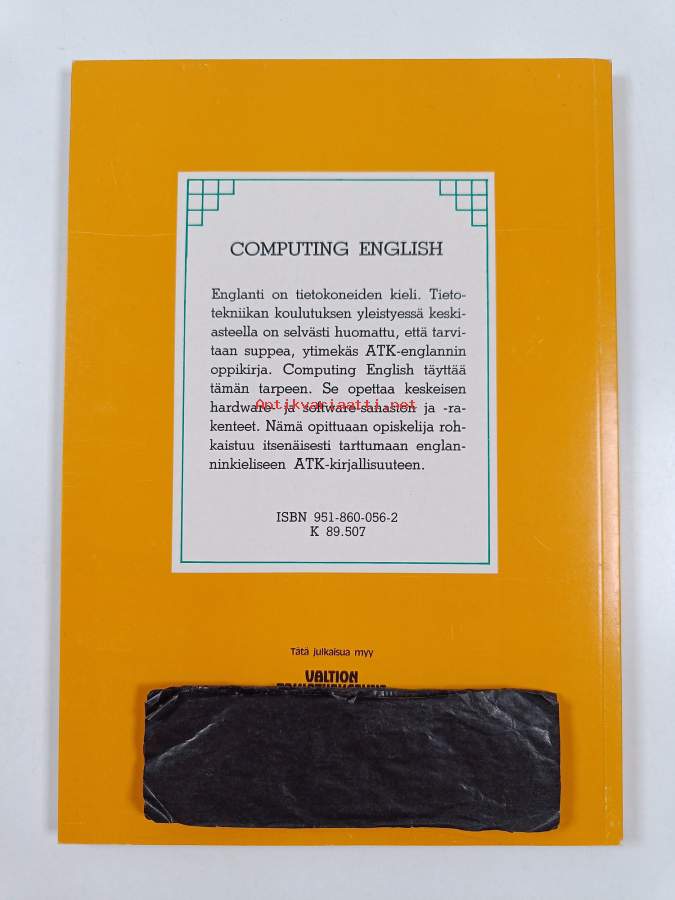 COMPUTING ENGLISH
Englanti on tietokoneiden kieli. Tieto-
tekniikan koulutuksen yleistyessä keski-
asteella on selvästi huomattu, että tarvi-
taan suppea, ytimekäs ATK-englannin
oppikirja. Computing English täyttää
tämän tarpeen. Se opettaa keskeisen
Antikvariaatti.net
hardware- ja software-sanaston ja -ra-
kenteet. Nämä opittuaan opiskelija roh-
kaistuu itsenäisesti tarttumaan englan-
ninkieliseen ATK-kirjallisuuteen.
ISBN 951-860-056-2
K 89.507
Tätä julkaisua myy
VALTION